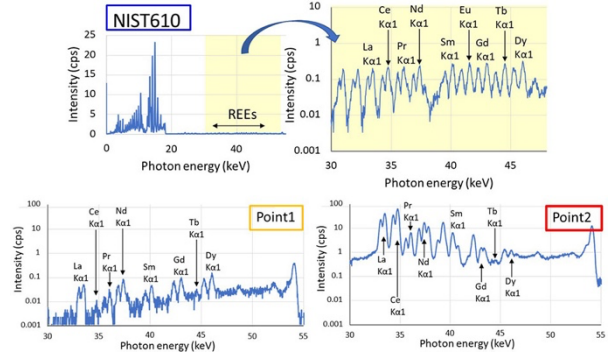 NIST610
Intensity (cps)
25
20
15
10
5
0
REEs
0
20
40
Photon energy (keV)
Intensity (cps)
10
1
0.1
0.01
0.001
La
Kα1
Ce
Kα1
Pr
Kα1
Nd
Kα1
Sm
Kα1
Eu
Kα1
Gd
Kα1
Tb
Kα1
Dy
Kα1
30
35
40
45
Photon energy (keV)
Point1
Intensity (cps)
100
10
1
0.1
0.01
0.001
La
Kα1
Ce
Kα1
Pr
Kα1
Nd
Kα1
Sm
Kα1
Gd
Kα1
Tb
Kα1
Dy
Kα1
30
35
40
45
50
55
Photon energy (keV)
Point2
Intensity (cps)
100
10
1
0.1
0.01
0.001
La
Kα1
Ce
Kα1
Pr
Kα1
Nd
Kα1
Sm
Kα1
Gd
Kα1
Tb
Kα1
Dy
Kα1
30
35
40
45
50
55
Photon energy (keV)